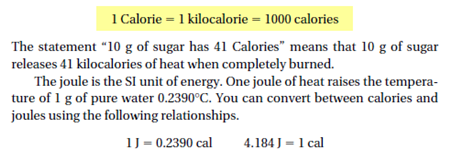 1 Calorie = 1 kilocalorie = 1000 calories
The statement “10 g of sugar has 41 Calories” means that 10 g of sugar
releases 41 kilocalories of heat when completely burned.
The joule is the SI unit of energy. One joule of heat raises the tempera-
ture of 1 g of pure water 0.2390°C. You can convert between calories and
joules using the following relationships.
1 J = 0.2390 cal 4.184 J = 1 cal